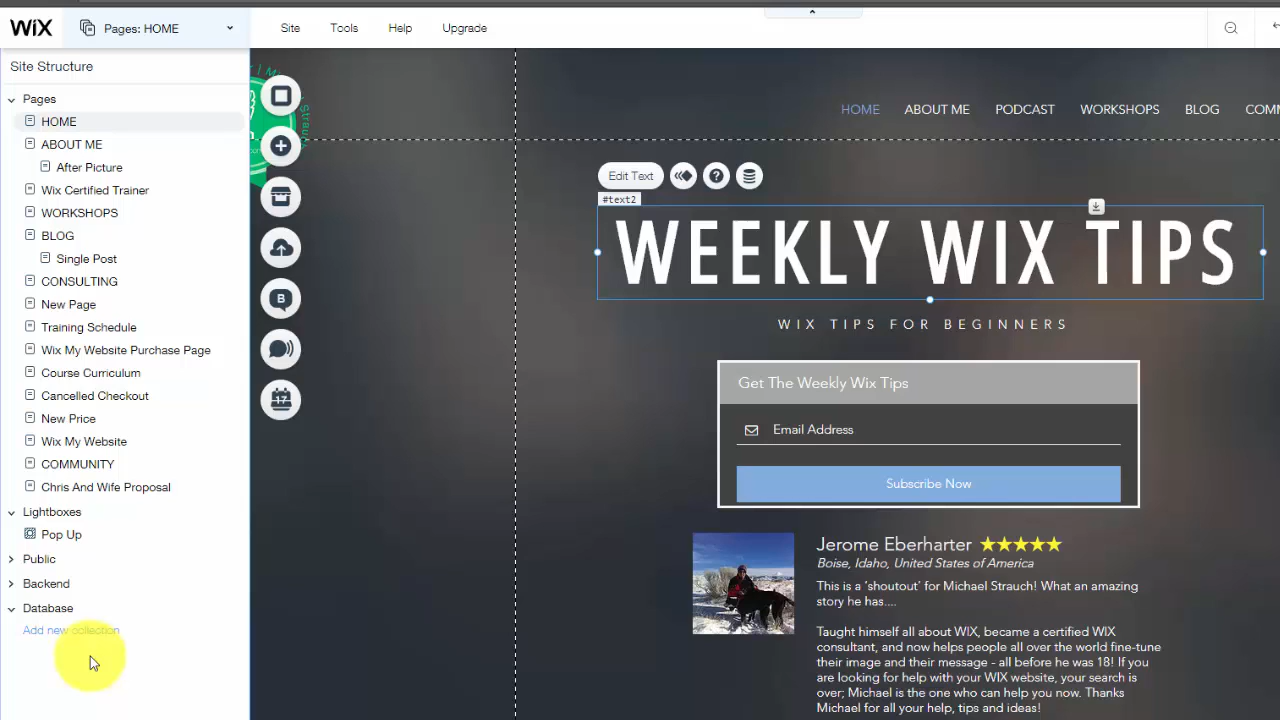 WiX
Pages: HOME
Site
Tools
Help
Upgrade
Site Structure
Pages
HOME
ABOUT ME
After Picture
Wix Certified Trainer
WORKSHOPS
BLOG
Single Post
CONSULTING
New Page
Training Schedule
Wix My Website Purchase Page
Course Curriculum
Cancelled Checkout
New Price
Wix My Website
COMMUNITY
Chris And Wife Proposal
Lightboxes
Pop Up
Public
Backend
Database
Add new collection
B
17
HOME
ABOUT ME
PODCAST
WORKSHOPS
BLOG
COM
Edit Text
?
#text2
WEEKLY WIX TIPS
WIX TIPS FOR BEGINNERS
Get The Weekly Wix Tips
Email Address
Subscribe Now
Jerome Eberharter
Boise, Idaho, United States of America
This is a 'shoutout' for Michael Strauch! What an amazing
story he has....
Taught himself all about WIX, became a certified WIX
consultant, and now helps people all over the world fine-tune
their image and their message - all before he was 18! If you
are looking for help with your WIX website, your search is
over; Michael is the one who can help you now. Thanks
Michael for all your help, tips and ideas!